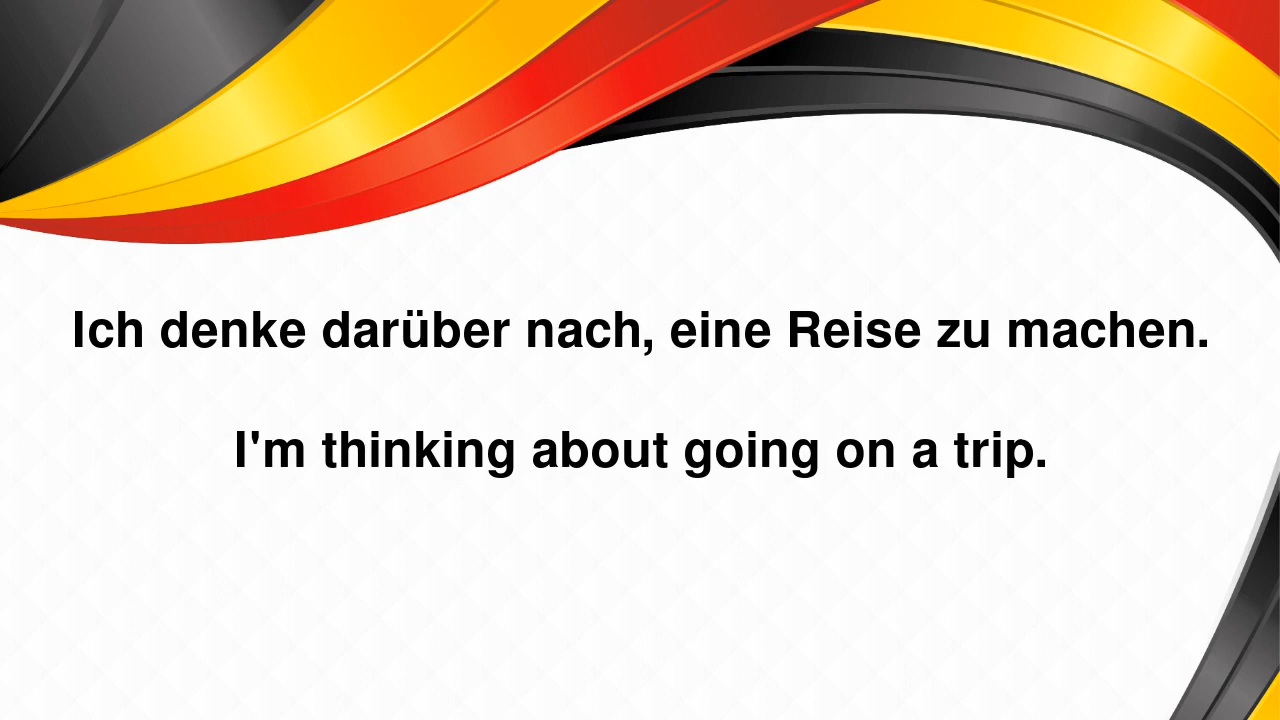 Ich denke darüber nach, eine Reise zu machen.
I'm thinking about going on a trip.